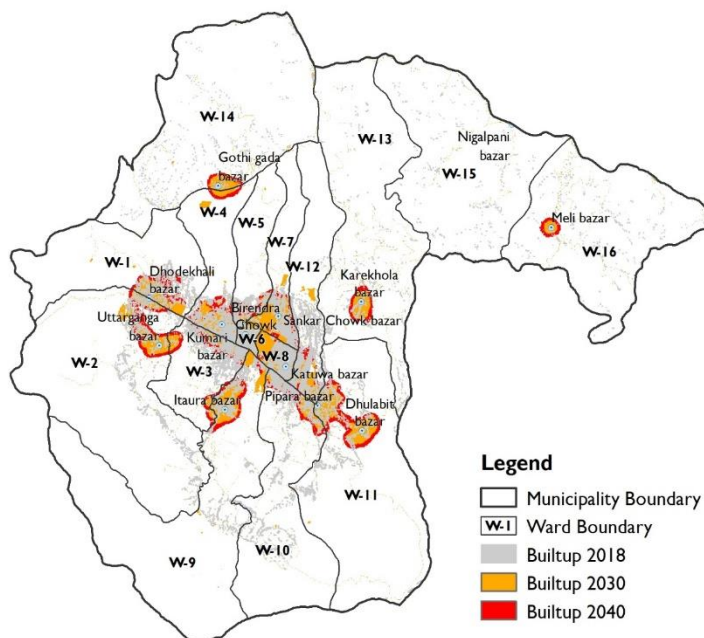 W-14
W-13
Nigalpani
bazar
W-15
Gothi gada
bazar
W-4
W-5
Meli bazar
W-16
W-7
W-12
W-1
Dhodekhali
bazar
Karekhola
bazar
Uttarganga
bazar
Birendra
Chowk
Sankar
Chowk bazar
Kumari
bazar
W-6
W-8
W-2
W-3
Katuwa bazar
Itaura bazar
Pipara bazar
Dhulabit
bazar
W-11
W-10
W-9
Legend
Municipality Boundary
W-1 Ward Boundary
Builtup 2018
Builtup 2030
Builtup 2040